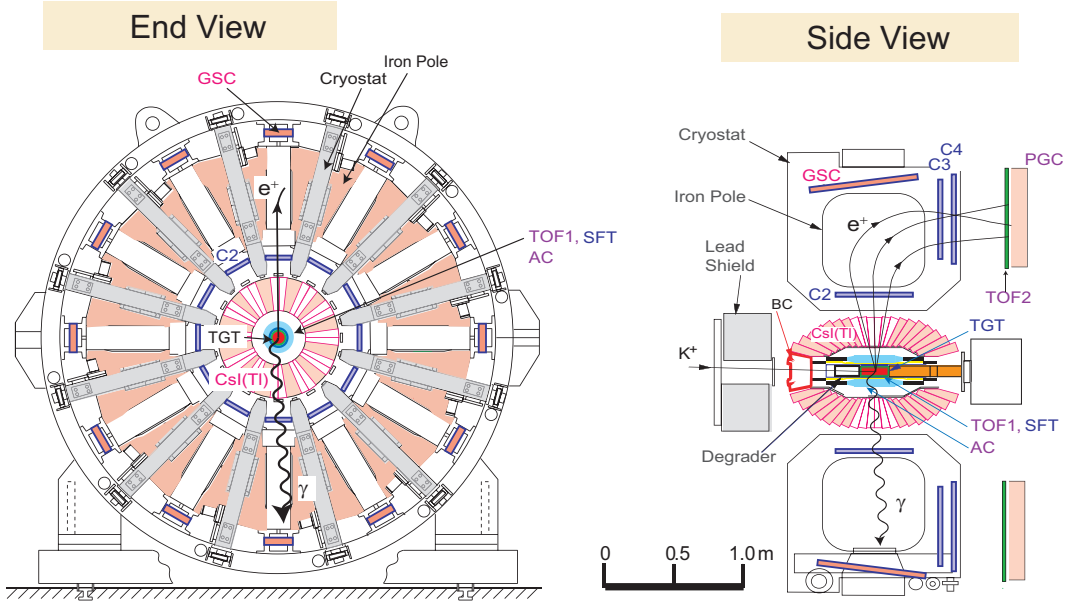 End View
Side View
GSC
Cryostat
Iron Pole
e+
C2
TOF1, SFT
AC
TGT
CsI(Tl)
γ
Cryostat
GSC
C3
C4
PGC
Iron Pole
e+
Lead
Shield
C2
TOF2
BC
CsI(Tl)
TGT
K+
TOF1, SFT
AC
Degrader
γ
0
0.5
1.0 m